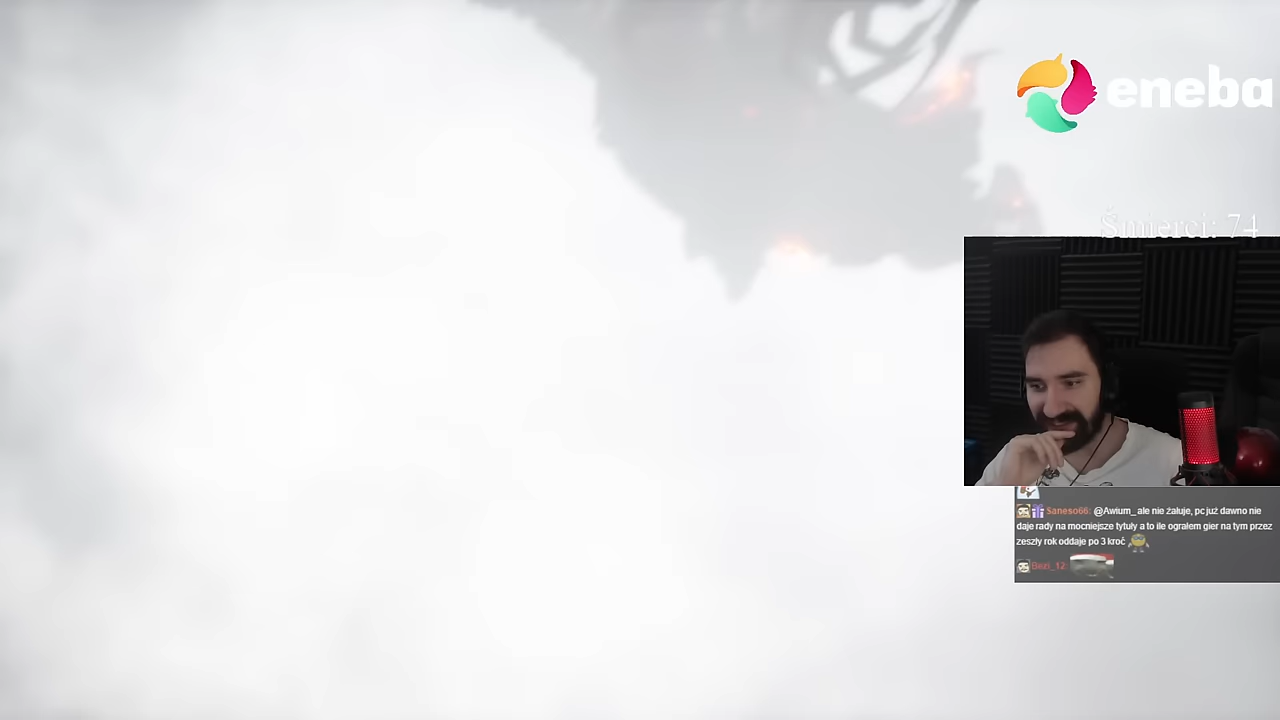 eneba
Śmierci: 74
Saneso66: @Awium_ ale nie żałuje, pc już dawno nie
daje rady na mocniejsze tytuły a to ile ograłem gier na tym przez
zeszły rok oddaje po 3 kroć